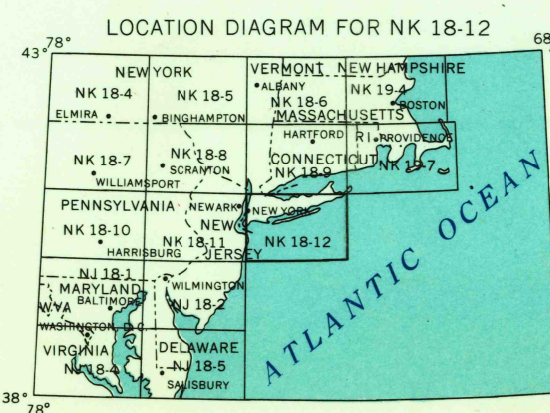 LOCATION DIAGRAM FOR NK 18-12
43° 78° 68
NEW YORK VERMONT NEW HAMPSHIRE
NK 18-4 NK 18-5 ALBANY NK 19-4
NK 18-6 BOSTON
ELMIRA BINGHAMPTON MASSACHUSETTS
HARTFORD R.I. PROVIDENCE
NK 18-7 NK 18-8 CONNECTICUT NK 19-7
SCRANTON NK 18-9
WILLIAMSPORT
PENNSYLVANIA NEWARK NEW YORK
NK 18-10 NEW
HARRISBURG NK 18-11 JERSEY NK 18-12
NJ 18-1
MARYLAND WILMINGTON
W.VA BALTIMORE NJ 18-2
WASHINGTON, D.C.
VIRGINIA DELAWARE
NJ 18-4 NJ 18-5
SALISBURY
ATLANTIC OCEAN
38°
78°